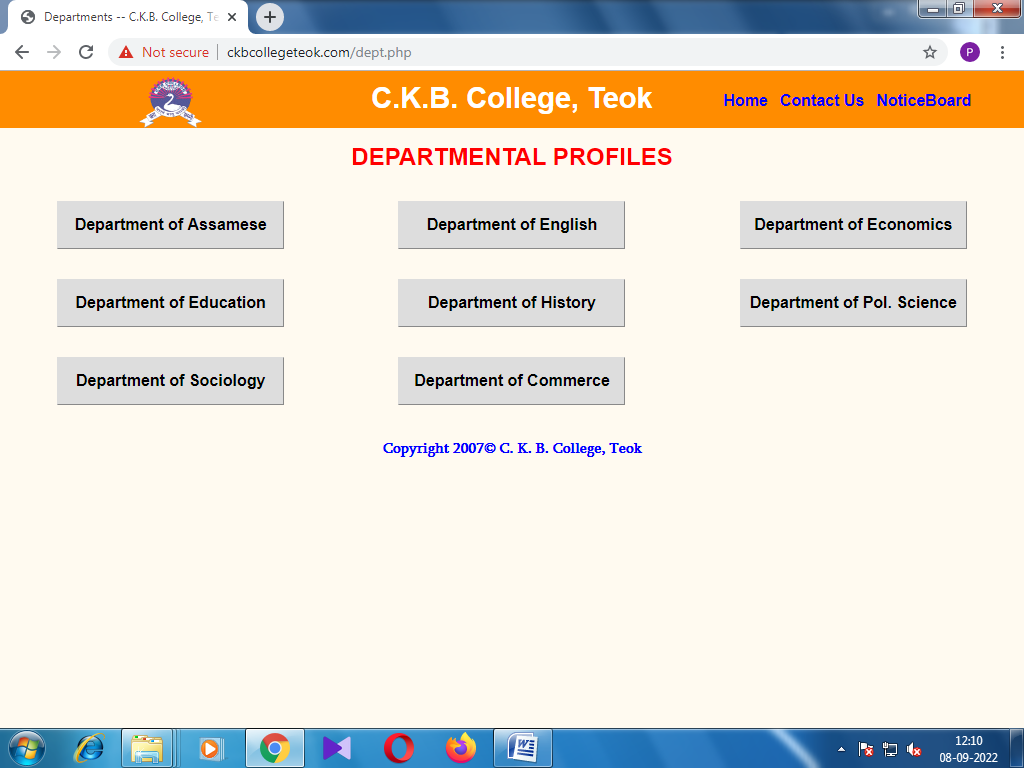 Departments -- C.K.B. College, Te
Not secure | ckbcollegeteok.com/dept.php
P
C.K.B. College, Teok
Home Contact Us NoticeBoard
DEPARTMENTAL PROFILES
Department of Assamese
Department of English
Department of Economics
Department of Education
Department of History
Department of Pol. Science
Department of Sociology
Department of Commerce
Copyright 2007© C. K. B. College, Teok
12:10
08-09-2022